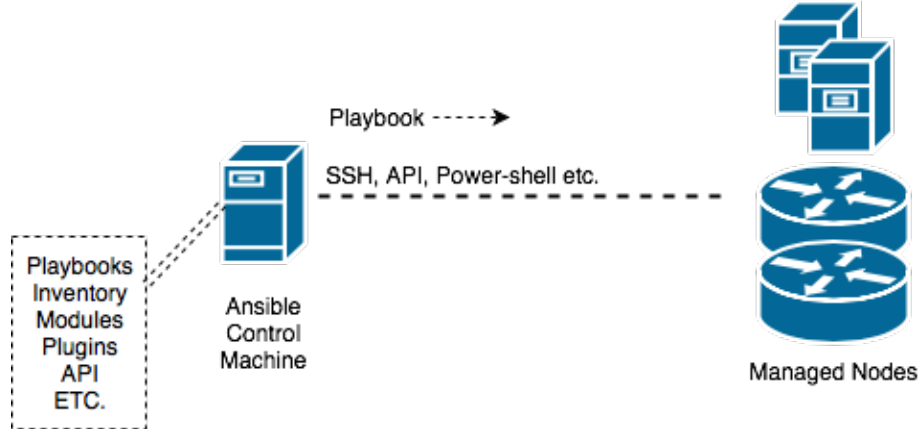 Playbook
SSH, API, Power-shell etc.
Playbooks
Inventory
Modules
Plugins
API
ETC.
Ansible
Control
Machine
Managed Nodes